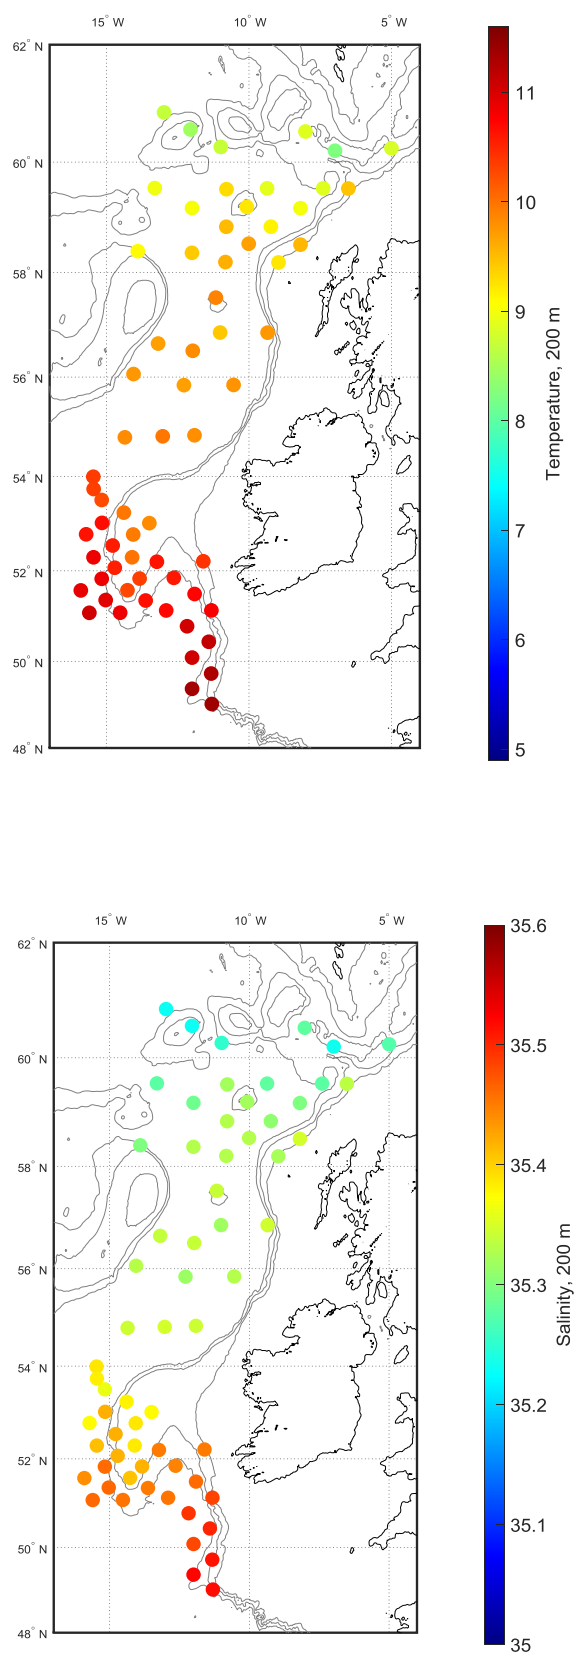 15° W 10° W 5° W
62° N
60° N
58° N
56° N
54° N
52° N
50° N
48° N
11
10
9
8
7
6
5
Temperature, 200 m
15° W 10° W 5° W
62° N
60° N
58° N
56° N
54° N
52° N
50° N
48° N
35.6
35.5
35.4
35.3
35.2
35.1
35
Salinity, 200 m